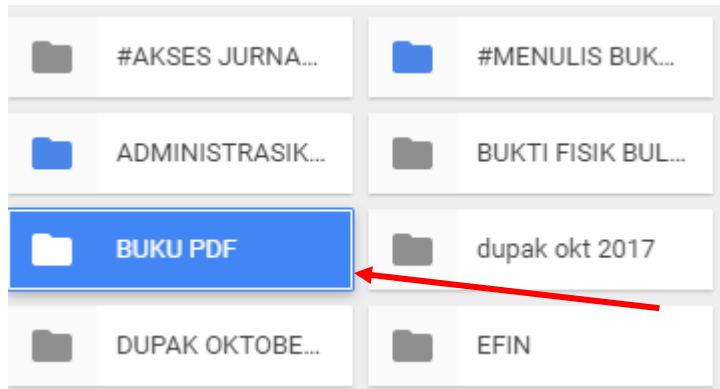 #AKSES JURNA...
#MENULIS BUK...
ADMINISTRASIK...
BUKTI FISIK BUL...
BUKU PDF
dupak okt 2017
DUPAK OKTOBE...
EFIN